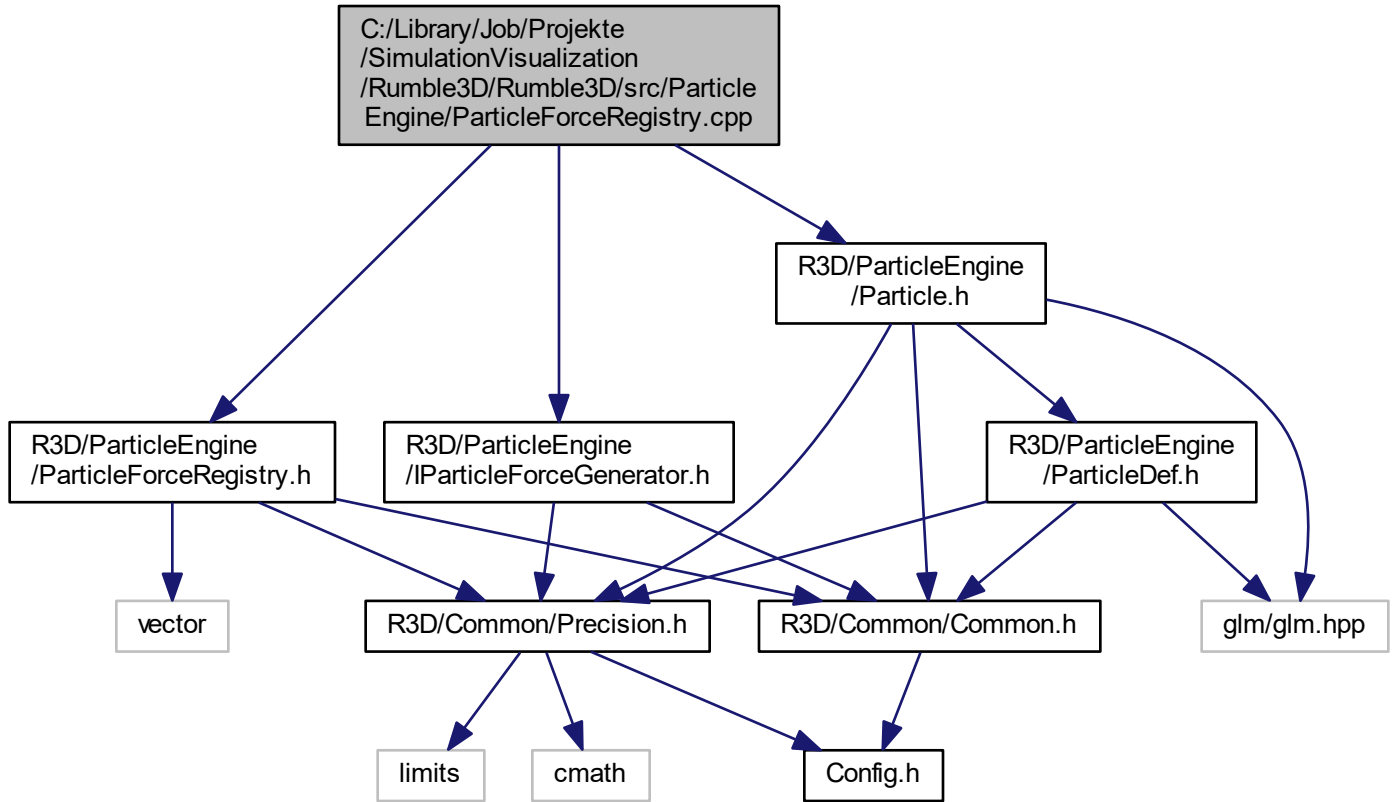 C:/Library/Job/Projekte
/SimulationVisualization
/Rumble3D/Rumble3D/src/Particle
Engine/ParticleForceRegistry.cpp
R3D/ParticleEngine
/Particle.h
R3D/ParticleEngine
/ParticleForceRegistry.h
R3D/ParticleEngine
/IParticleForceGenerator.h
R3D/ParticleEngine
/ParticleDef.h
vector
R3D/Common/Precision.h
R3D/Common/Common.h
glm/glm.hpp
limits
cmath
Config.h